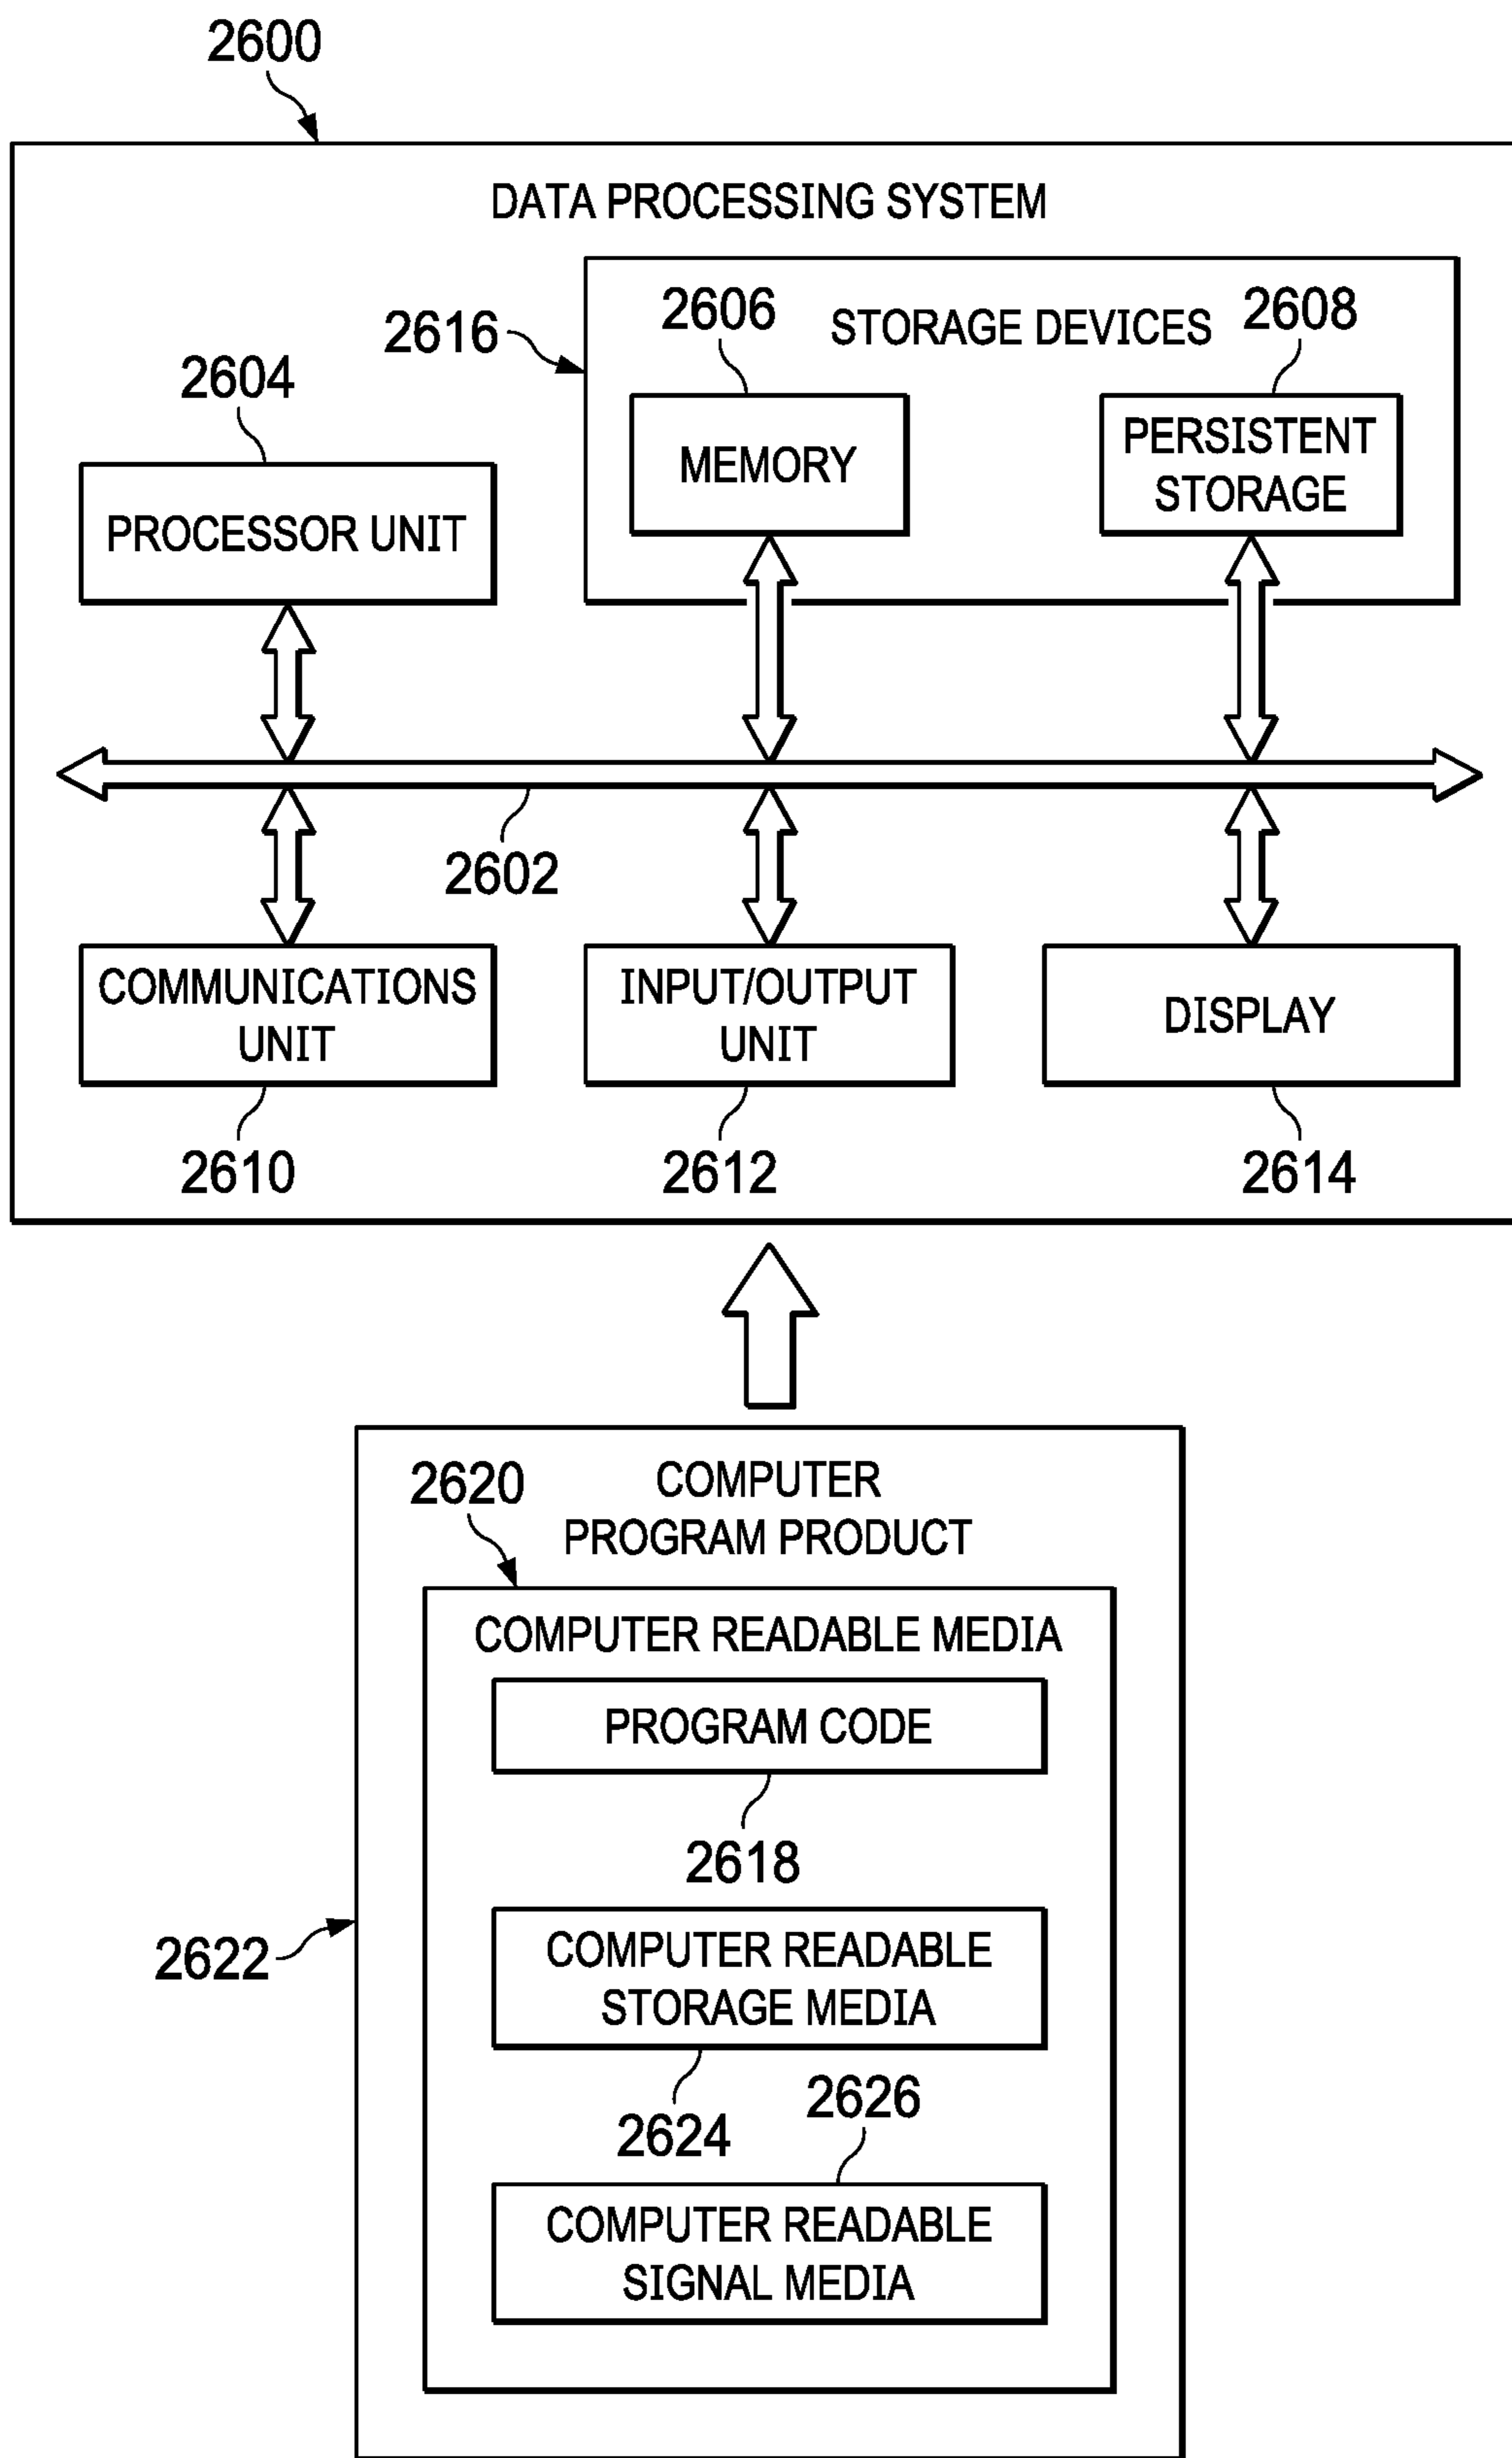 2600
DATA PROCESSING SYSTEM
2616
2606
STORAGE DEVICES
2608
2604
MEMORY
PERSISTENT
STORAGE
PROCESSOR UNIT
2602
COMMUNICATIONS
UNIT
INPUT/OUTPUT
UNIT
DISPLAY
2610
2612
2614
2620
COMPUTER
PROGRAM PRODUCT
COMPUTER READABLE MEDIA
PROGRAM CODE
2618
2622
COMPUTER READABLE
STORAGE MEDIA
2624
2626
COMPUTER READABLE
SIGNAL MEDIA